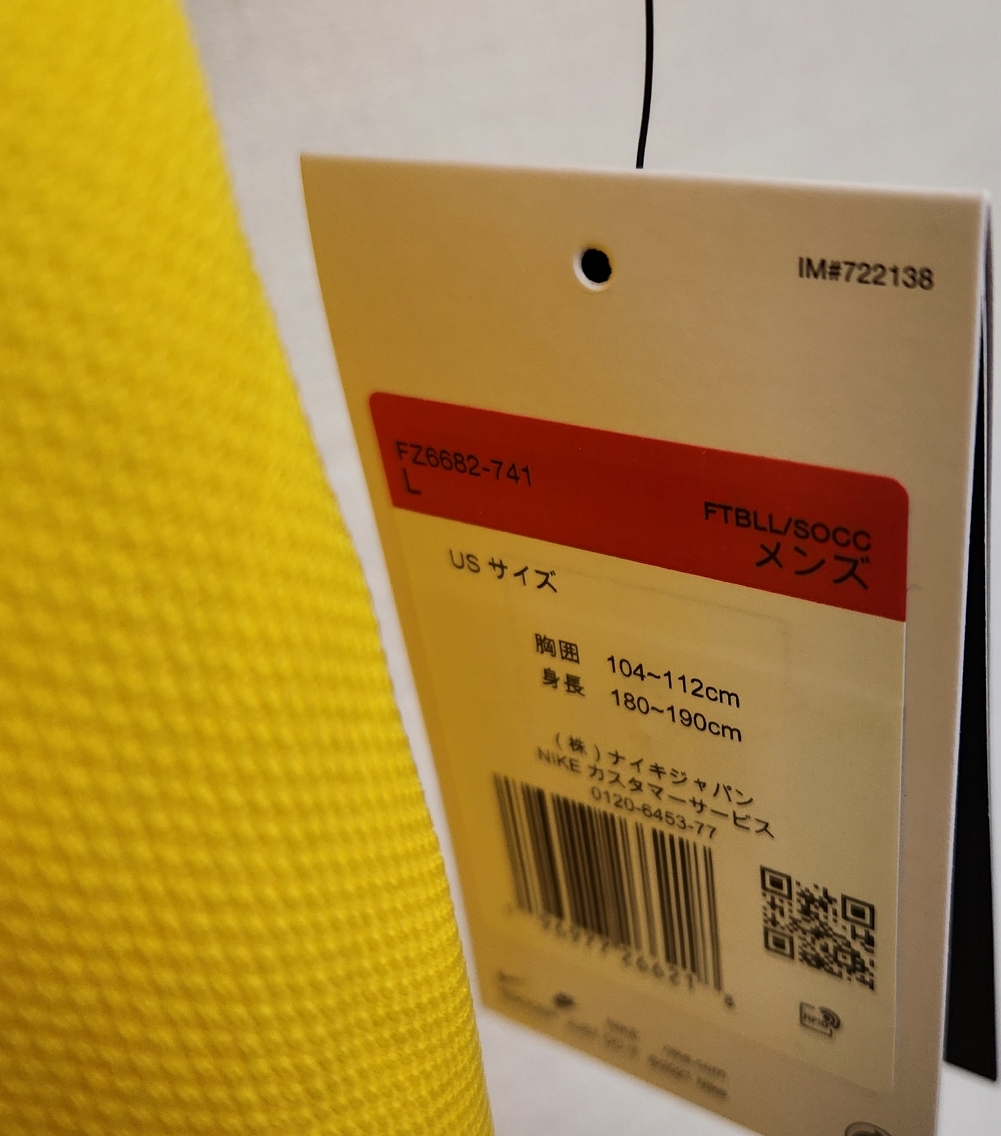 IM#722138
FZ6682-741
L
FTBLL/SOCC
メンズ
US サイズ
胸囲 104~112cm
身長 180~190cm
(株)ナイキジャパン
NIKE カスタマーサービス
0120-6453-77